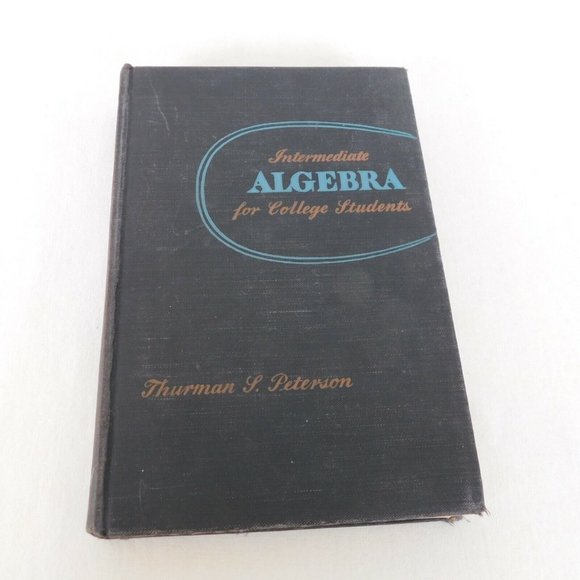 Intermediate
ALGEBRA
for College Students
Thurman S. Peterson